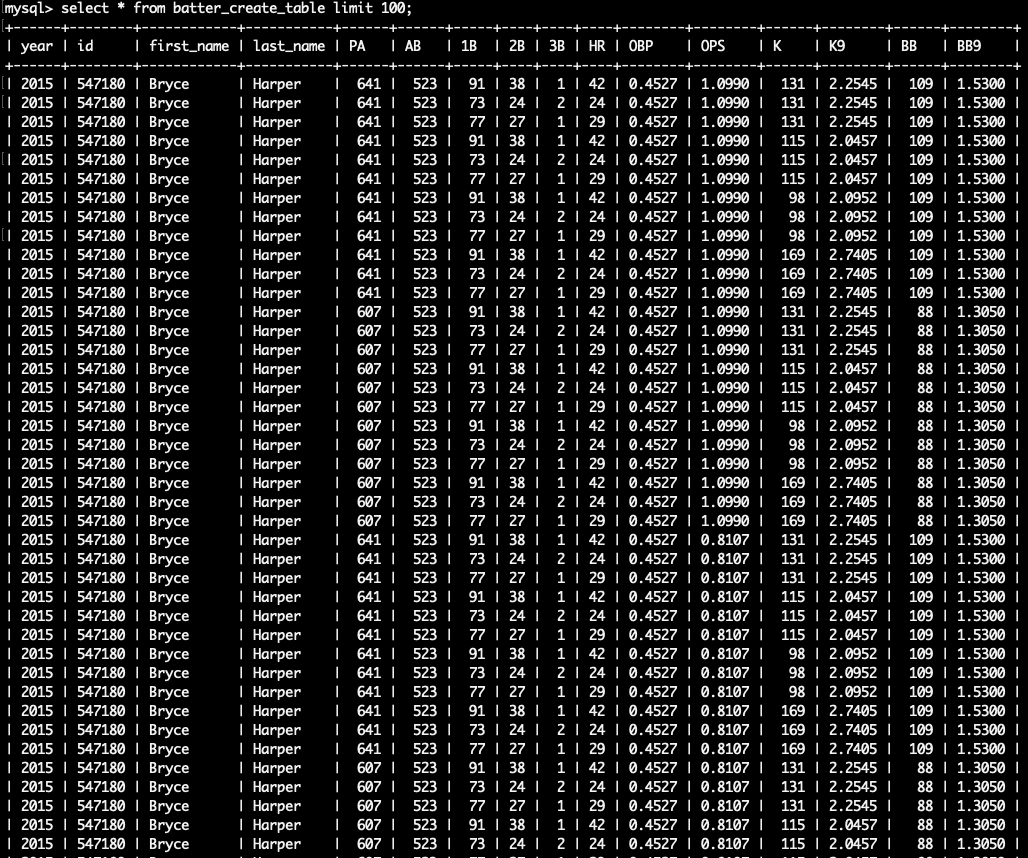 mysql> select * from batter_create_table limit 100;
+------+--------+------------+-----------+------+------+------+------+------+------+--------+--------+------+--------+------+--------+
| year | id | first_name | last_name | PA | AB | 1B | 2B | 3B | HR | OBP | OPS | K | K9 | BB | BB9 |
+------+--------+------------+-----------+------+------+------+------+------+------+--------+--------+------+--------+------+--------+
| 2015 | 547180 | Bryce | Harper | 641 | 523 | 91 | 38 | 1 | 42 | 0.4527 | 1.0990 | 131 | 2.2545 | 109 | 1.5300 |
| 2015 | 547180 | Bryce | Harper | 641 | 523 | 73 | 24 | 2 | 24 | 0.4527 | 1.0990 | 131 | 2.2545 | 109 | 1.5300 |
| 2015 | 547180 | Bryce | Harper | 641 | 523 | 77 | 27 | 1 | 29 | 0.4527 | 1.0990 | 131 | 2.2545 | 109 | 1.5300 |
| 2015 | 547180 | Bryce | Harper | 641 | 523 | 91 | 38 | 1 | 42 | 0.4527 | 1.0990 | 115 | 2.0457 | 109 | 1.5300 |
| 2015 | 547180 | Bryce | Harper | 641 | 523 | 73 | 24 | 2 | 24 | 0.4527 | 1.0990 | 115 | 2.0457 | 109 | 1.5300 |
| 2015 | 547180 | Bryce | Harper | 641 | 523 | 77 | 27 | 1 | 29 | 0.4527 | 1.0990 | 115 | 2.0457 | 109 | 1.5300 |
| 2015 | 547180 | Bryce | Harper | 641 | 523 | 91 | 38 | 1 | 42 | 0.4527 | 1.0990 | 98 | 2.0952 | 109 | 1.5300 |
| 2015 | 547180 | Bryce | Harper | 641 | 523 | 73 | 24 | 2 | 24 | 0.4527 | 1.0990 | 98 | 2.0952 | 109 | 1.5300 |
| 2015 | 547180 | Bryce | Harper | 641 | 523 | 77 | 27 | 1 | 29 | 0.4527 | 1.0990 | 98 | 2.0952 | 109 | 1.5300 |
| 2015 | 547180 | Bryce | Harper | 641 | 523 | 91 | 38 | 1 | 42 | 0.4527 | 1.0990 | 169 | 2.7405 | 109 | 1.5300 |
| 2015 | 547180 | Bryce | Harper | 641 | 523 | 73 | 24 | 2 | 24 | 0.4527 | 1.0990 | 169 | 2.7405 | 109 | 1.5300 |
| 2015 | 547180 | Bryce | Harper | 641 | 523 | 77 | 27 | 1 | 29 | 0.4527 | 1.0990 | 169 | 2.7405 | 109 | 1.5300 |
| 2015 | 547180 | Bryce | Harper | 607 | 523 | 91 | 38 | 1 | 42 | 0.4527 | 1.0990 | 131 | 2.2545 | 88 | 1.3050 |
| 2015 | 547180 | Bryce | Harper | 607 | 523 | 73 | 24 | 2 | 24 | 0.4527 | 1.0990 | 131 | 2.2545 | 88 | 1.3050 |
| 2015 | 547180 | Bryce | Harper | 607 | 523 | 77 | 27 | 1 | 29 | 0.4527 | 1.0990 | 131 | 2.2545 | 88 | 1.3050 |
| 2015 | 547180 | Bryce | Harper | 607 | 523 | 91 | 38 | 1 | 42 | 0.4527 | 1.0990 | 115 | 2.0457 | 88 | 1.3050 |
| 2015 | 547180 | Bryce | Harper | 607 | 523 | 73 | 24 | 2 | 24 | 0.4527 | 1.0990 | 115 | 2.0457 | 88 | 1.3050 |
| 2015 | 547180 | Bryce | Harper | 607 | 523 | 77 | 27 | 1 | 29 | 0.4527 | 1.0990 | 115 | 2.0457 | 88 | 1.3050 |
| 2015 | 547180 | Bryce | Harper | 607 | 523 | 91 | 38 | 1 | 42 | 0.4527 | 1.0990 | 98 | 2.0952 | 88 | 1.3050 |
| 2015 | 547180 | Bryce | Harper | 607 | 523 | 73 | 24 | 2 | 24 | 0.4527 | 1.0990 | 98 | 2.0952 | 88 | 1.3050 |
| 2015 | 547180 | Bryce | Harper | 607 | 523 | 77 | 27 | 1 | 29 | 0.4527 | 1.0990 | 98 | 2.0952 | 88 | 1.3050 |
| 2015 | 547180 | Bryce | Harper | 607 | 523 | 91 | 38 | 1 | 42 | 0.4527 | 1.0990 | 169 | 2.7405 | 88 | 1.3050 |
| 2015 | 547180 | Bryce | Harper | 607 | 523 | 73 | 24 | 2 | 24 | 0.4527 | 1.0990 | 169 | 2.7405 | 88 | 1.3050 |
| 2015 | 547180 | Bryce | Harper | 607 | 523 | 77 | 27 | 1 | 29 | 0.4527 | 1.0990 | 169 | 2.7405 | 88 | 1.3050 |
| 2015 | 547180 | Bryce | Harper | 641 | 523 | 91 | 38 | 1 | 42 | 0.4527 | 0.8107 | 131 | 2.2545 | 109 | 1.5300 |
| 2015 | 547180 | Bryce | Harper | 641 | 523 | 73 | 24 | 2 | 24 | 0.4527 | 0.8107 | 131 | 2.2545 | 109 | 1.5300 |
| 2015 | 547180 | Bryce | Harper | 641 | 523 | 77 | 27 | 1 | 29 | 0.4527 | 0.8107 | 131 | 2.2545 | 109 | 1.5300 |
| 2015 | 547180 | Bryce | Harper | 641 | 523 | 91 | 38 | 1 | 42 | 0.4527 | 0.8107 | 115 | 2.0457 | 109 | 1.5300 |
| 2015 | 547180 | Bryce | Harper | 641 | 523 | 73 | 24 | 2 | 24 | 0.4527 | 0.8107 | 115 | 2.0457 | 109 | 1.5300 |
| 2015 | 547180 | Bryce | Harper | 641 | 523 | 77 | 27 | 1 | 29 | 0.4527 | 0.8107 | 115 | 2.0457 | 109 | 1.5300 |
| 2015 | 547180 | Bryce | Harper | 641 | 523 | 91 | 38 | 1 | 42 | 0.4527 | 0.8107 | 98 | 2.0952 | 109 | 1.5300 |
| 2015 | 547180 | Bryce | Harper | 641 | 523 | 73 | 24 | 2 | 24 | 0.4527 | 0.8107 | 98 | 2.0952 | 109 | 1.5300 |
| 2015 | 547180 | Bryce | Harper | 641 | 523 | 77 | 27 | 1 | 29 | 0.4527 | 0.8107 | 98 | 2.0952 | 109 | 1.5300 |
| 2015 | 547180 | Bryce | Harper | 641 | 523 | 91 | 38 | 1 | 42 | 0.4527 | 0.8107 | 169 | 2.7405 | 109 | 1.5300 |
| 2015 | 547180 | Bryce | Harper | 641 | 523 | 73 | 24 | 2 | 24 | 0.4527 | 0.8107 | 169 | 2.7405 | 109 | 1.5300 |
| 2015 | 547180 | Bryce | Harper | 641 | 523 | 77 | 27 | 1 | 29 | 0.4527 | 0.8107 | 169 | 2.7405 | 109 | 1.5300 |
| 2015 | 547180 | Bryce | Harper | 607 | 523 | 91 | 38 | 1 | 42 | 0.4527 | 0.8107 | 131 | 2.2545 | 88 | 1.3050 |
| 2015 | 547180 | Bryce | Harper | 607 | 523 | 73 | 24 | 2 | 24 | 0.4527 | 0.8107 | 131 | 2.2545 | 88 | 1.3050 |
| 2015 | 547180 | Bryce | Harper | 607 | 523 | 77 | 27 | 1 | 29 | 0.4527 | 0.8107 | 131 | 2.2545 | 88 | 1.3050 |
| 2015 | 547180 | Bryce | Harper | 607 | 523 | 91 | 38 | 1 | 42 | 0.4527 | 0.8107 | 115 | 2.0457 | 88 | 1.3050 |
| 2015 | 547180 | Bryce | Harper | 607 | 523 | 73 | 24 | 2 | 24 | 0.4527 | 0.8107 | 115 | 2.0457 | 88 | 1.3050 |